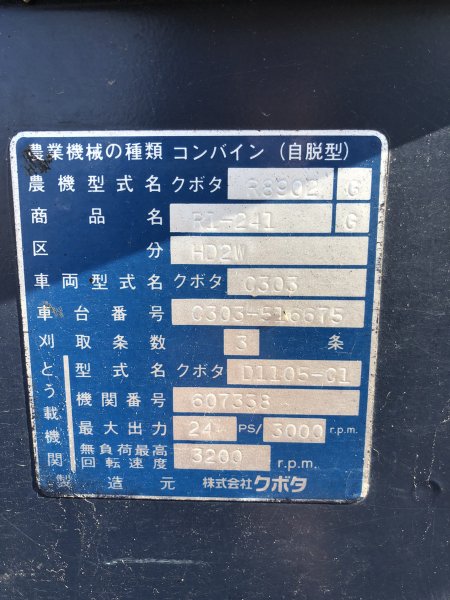 農業機械の種類 コンバイン (自脱型)
農機型式名 クボタ R8902 G
商品名 R1-241 G
区分 HD2W
車両型式名 クボタ C303
車台番号 C303-516675
刈取条数 3 条
とう載機関
型式名 クボタ D1105-C1
機関番号 607338
最大出力 24 PS/ 3000 r.p.m.
無負荷最高回転速度 3200 r.p.m.
製造元 株式会社クボタ